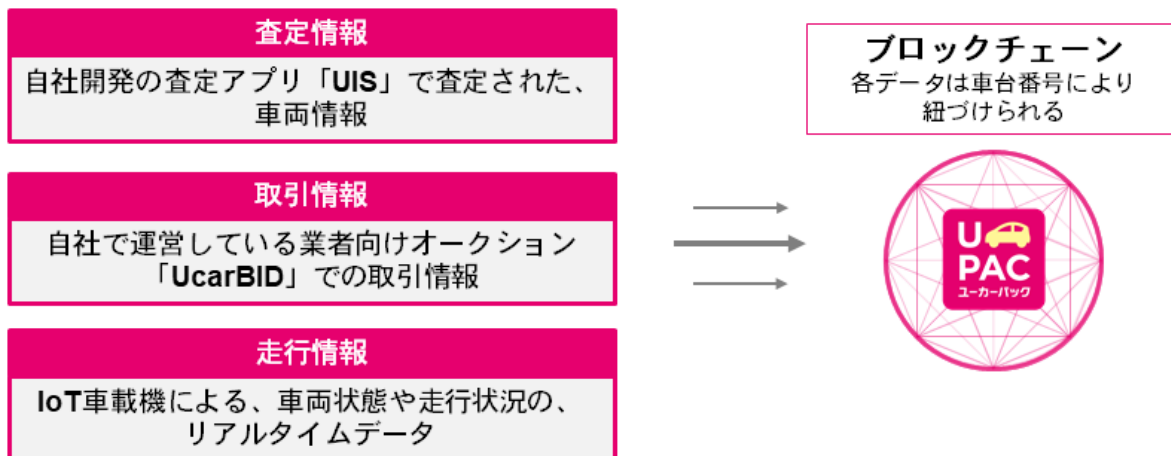 査定情報
自社開発の査定アプリ「UIS」で査定された、
車両情報
取引情報
自社で運営している業者向けオークション
「UcarBID」での取引情報
走行情報
IoT車載機による、車両状態や走行状況の、
リアルタイムデータ
ブロックチェーン
各データは車台番号により
紐づけられる
U
PAC
ユーカーパック